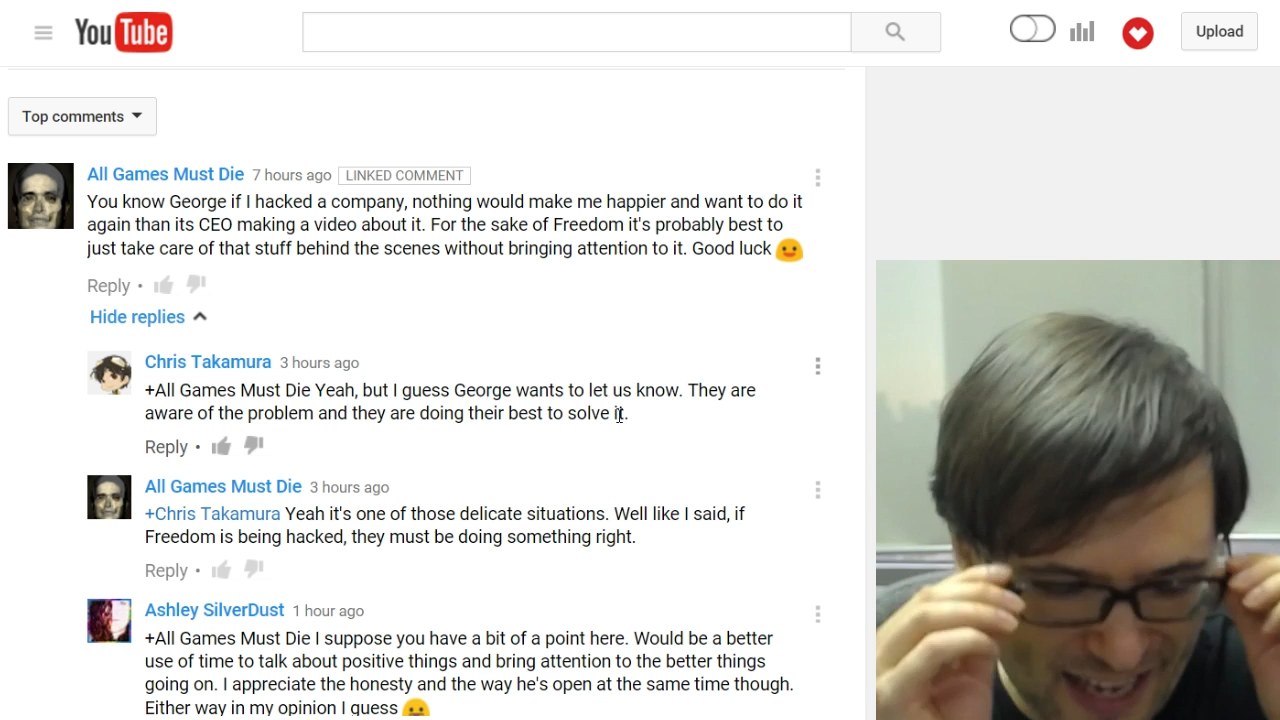 YouTube
Upload
Top comments
All Games Must Die 7 hours ago LINKED COMMENT
You know George if I hacked a company, nothing would make me happier and want to do it
again than its CEO making a video about it. For the sake of Freedom it's probably best to
just take care of that stuff behind the scenes without bringing attention to it. Good luck
Reply •
Hide replies
Chris Takamura 3 hours ago
+All Games Must Die Yeah, but I guess George wants to let us know. They are
aware of the problem and they are doing their best to solve it.
Reply •
All Games Must Die 3 hours ago
+Chris Takamura Yeah it's one of those delicate situations. Well like I said, if
Freedom is being hacked, they must be doing something right.
Reply •
Ashley SilverDust 1 hour ago
+All Games Must Die I suppose you have a bit of a point here. Would be a better
use of time to talk about positive things and bring attention to the better things
going on. I appreciate the honesty and the way he's open at the same time though.
Either way in my opinion I guess